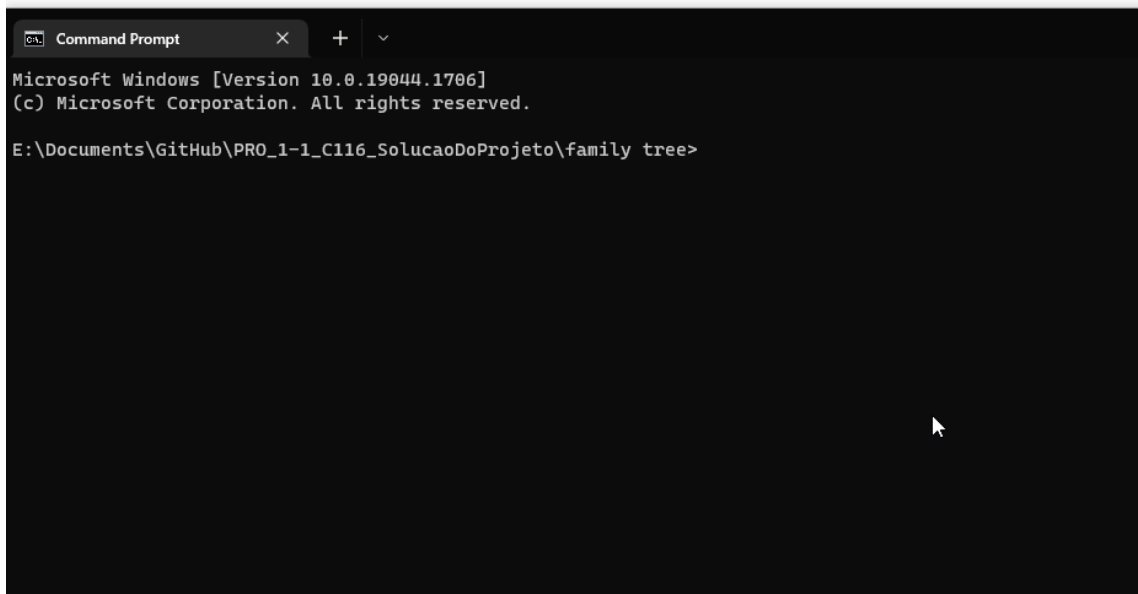 Command Prompt
Microsoft Windows [Version 10.0.19044.1706]
(c) Microsoft Corporation. All rights reserved.
E:\Documents\GitHub\PRO_1-1_C116_SolucaoDoProjeto\family tree>